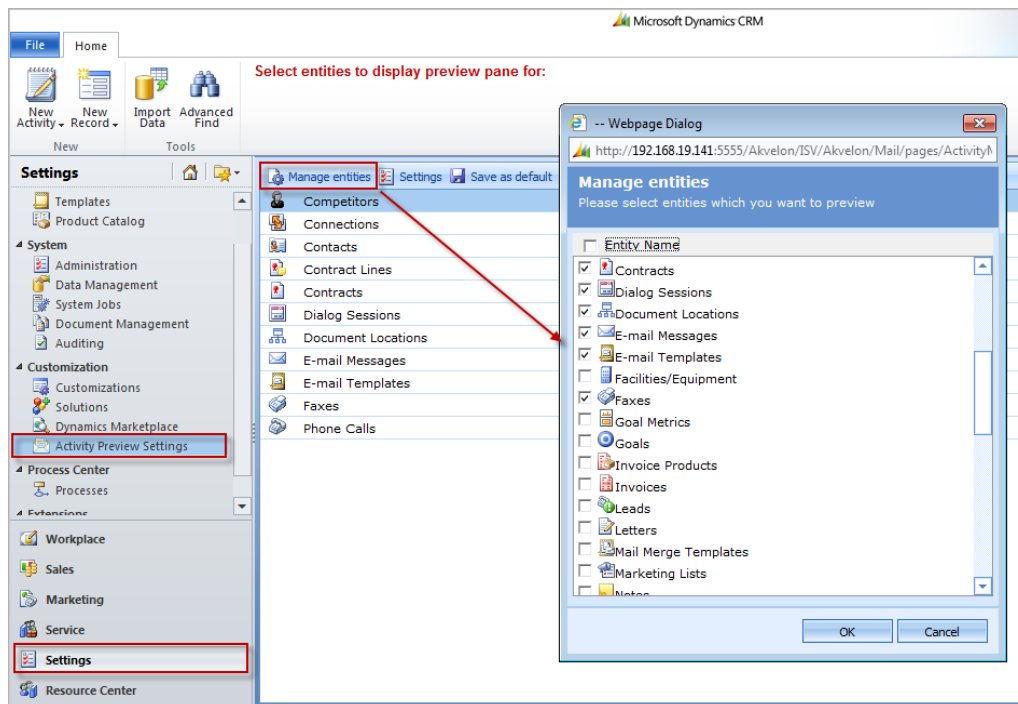 Microsoft Dynamics CRM
File Home
Select entities to display preview pane for:
New Activity
New Record
Import Data
Advanced Find
New
Tools
Settings
Templates
Product Catalog
System
Administration
Data Management
System Jobs
Document Management
Auditing
Customization
Customizations
Solutions
Dynamics Marketplace
Activity Preview Settings
Process Center
Processes
Extensions
Workplace
Sales
Marketing
Service
Settings
Resource Center
Manage entities Settings Save as default
Competitors
Connections
Contacts
Contract Lines
Contracts
Dialog Sessions
Document Locations
E-mail Messages
E-mail Templates
Faxes
Phone Calls
-- Webpage Dialog
http://192.168.19.141:5555/Akvelon/ISV/Akvelon/Mail/pages/Activity
Manage entities
Please select entities which you want to preview
Entity Name
Contracts
Dialog Sessions
Document Locations
E-mail Messages
E-mail Templates
Facilities/Equipment
Faxes
Goal Metrics
Goals
Invoice Products
Invoices
Leads
Letters
Mail Merge Templates
Marketing Lists
Notes
OK Cancel